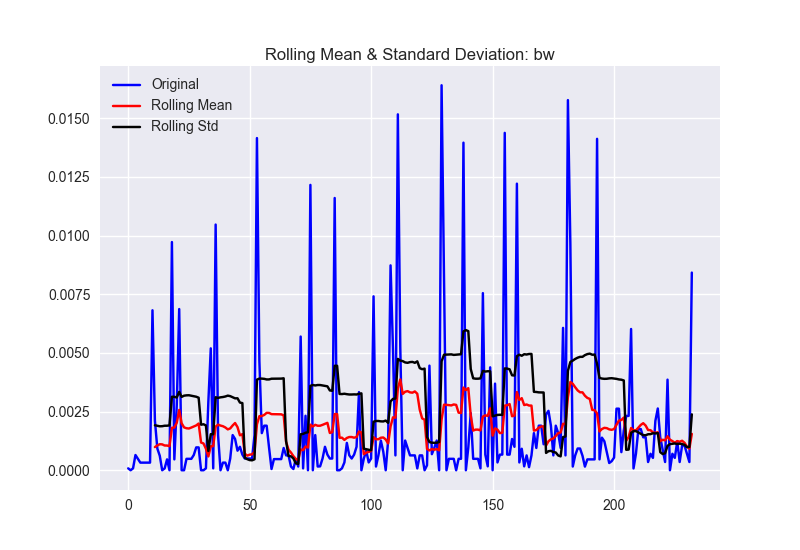 Rolling Mean & Standard Deviation: bw
Original
Rolling Mean
Rolling Std
0.0150
0.0125
0.0100
0.0075
0.0050
0.0025
0.0000
0 50 100 150 200